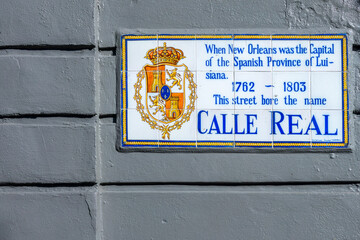 When New Orleans was the Capital
of the Spanish Province of Lui-
siana.
1762 — 1803
This street bore the name
CALLE REAL